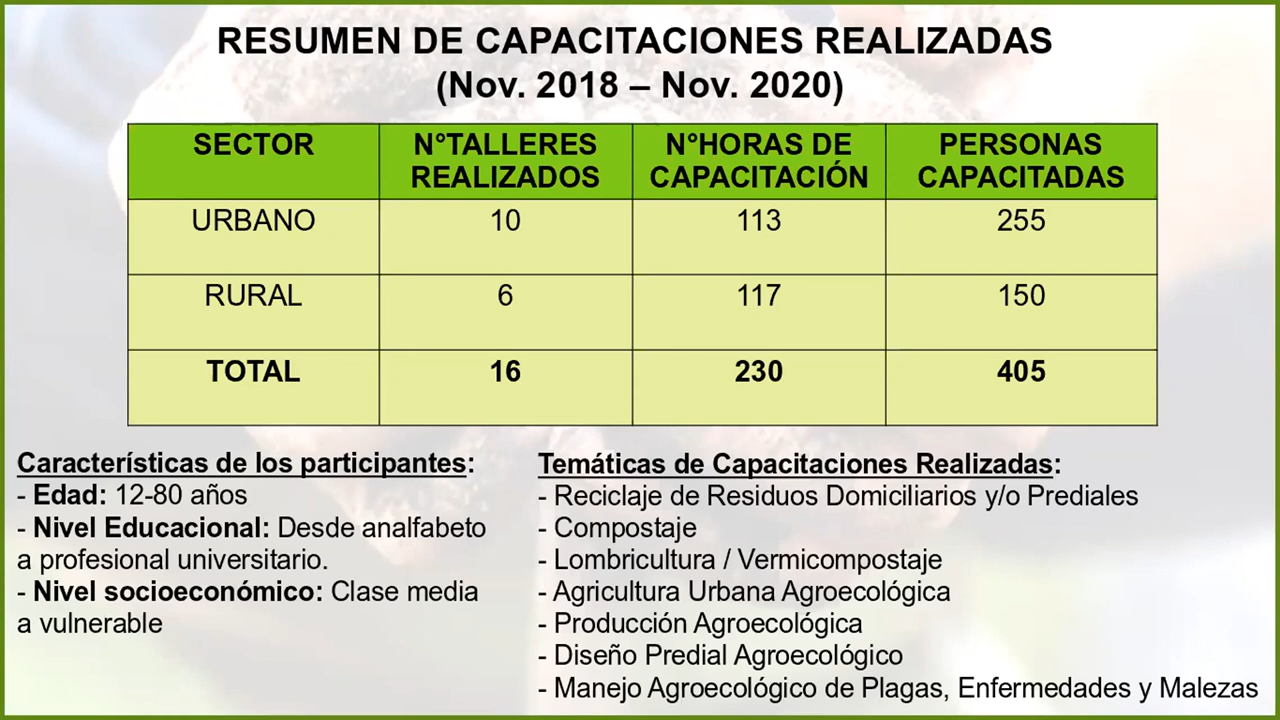 RESUMEN DE CAPACITACIONES REALIZADAS
(Nov. 2018 – Nov. 2020)
SECTOR N°TALLERES REALIZADOS N°HORAS DE CAPACITACIÓN PERSONAS CAPACITADAS
URBANO 10 113 255
RURAL 6 117 150
TOTAL 16 230 405
Características de los participantes:
- Edad: 12-80 años
- Nivel Educacional: Desde analfabeto
a profesional universitario.
- Nivel socioeconómico: Clase media
a vulnerable
Temáticas de Capacitaciones Realizadas:
- Reciclaje de Residuos Domiciliarios y/o Prediales
- Compostaje
- Lombricultura / Vermicompostaje
- Agricultura Urbana Agroecológica
- Producción Agroecológica
- Diseño Predial Agroecológico
- Manejo Agroecológico de Plagas, Enfermedades y Malezas